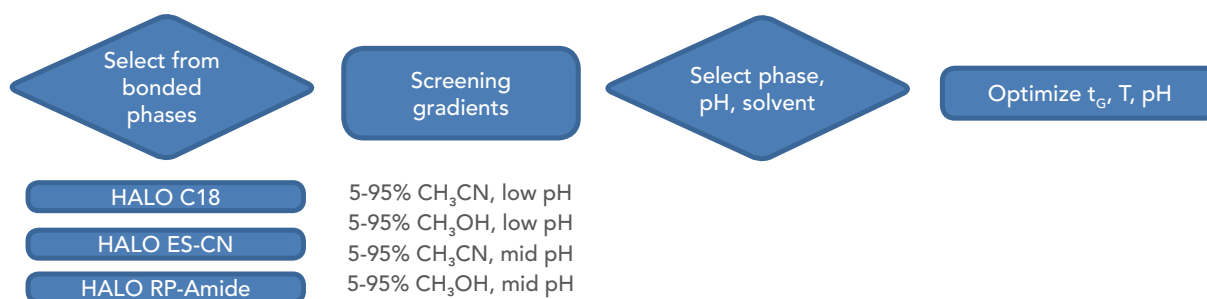 Select from
bonded
phases
Screening
gradients
Select phase,
pH, solvent
Optimize t_G, T, pH
HALO C18
HALO ES-CN
HALO RP-Amide
5-95% CH₃CN, low pH
5-95% CH₃OH, low pH
5-95% CH₃CN, mid pH
5-95% CH₃OH, mid pH